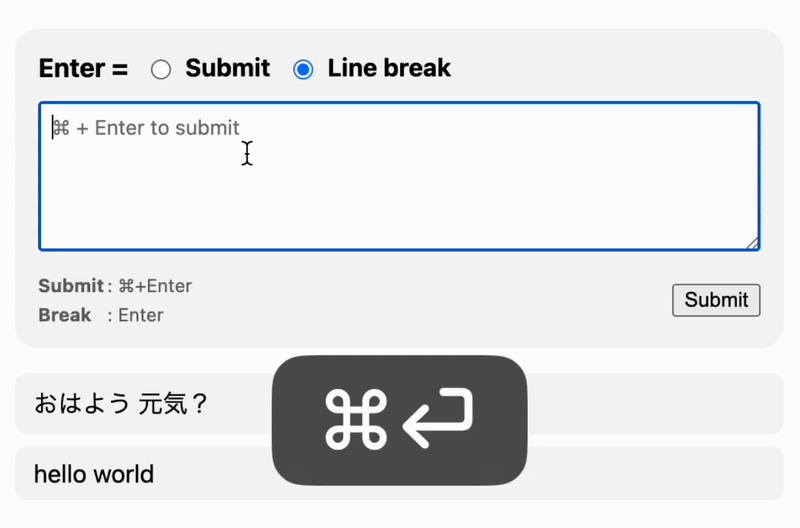 Enter = Submit Line break
⌘ + Enter to submit
Submit : ⌘+Enter
Break : Enter
Submit
おはよう 元気？
⌘↩
hello world